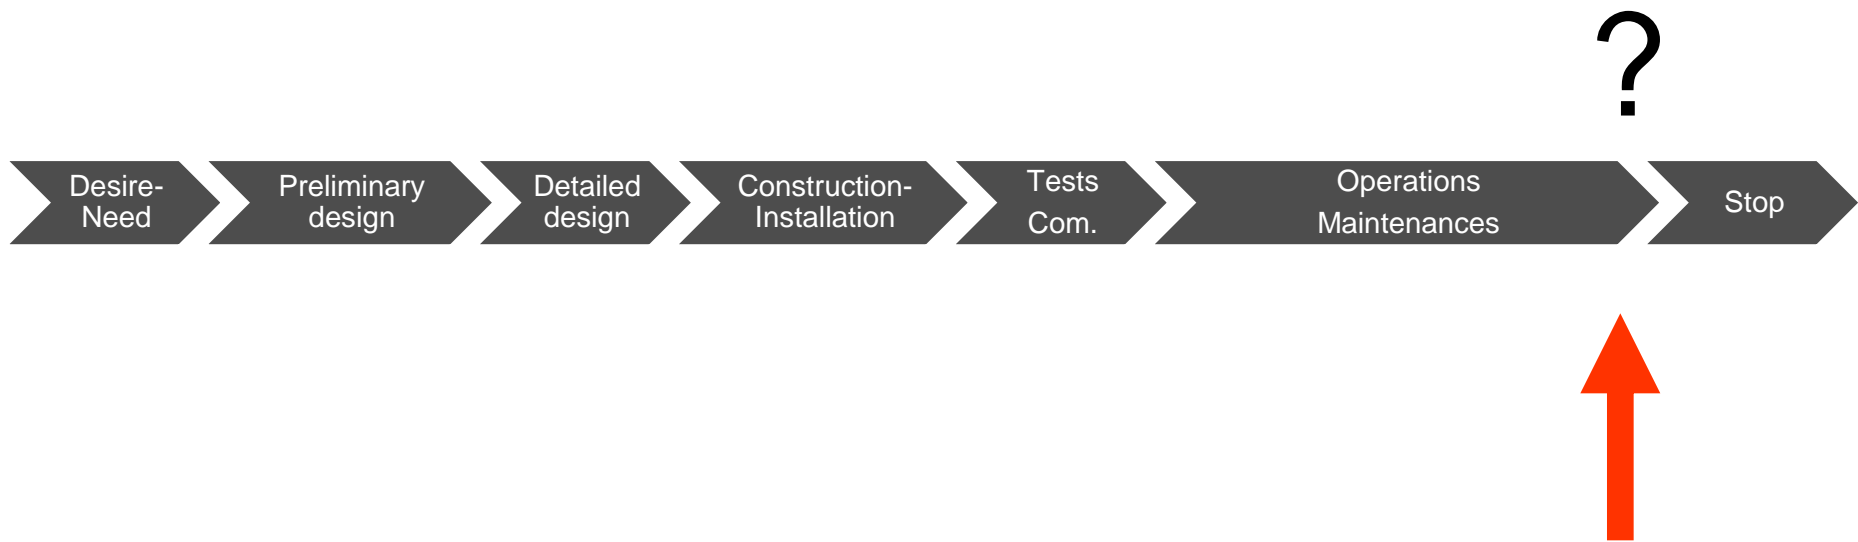 ?
Desire-
Need
Preliminary
design
Detailed
design
Construction-
Installation
Tests
Com.
Operations
Maintenances
Stop